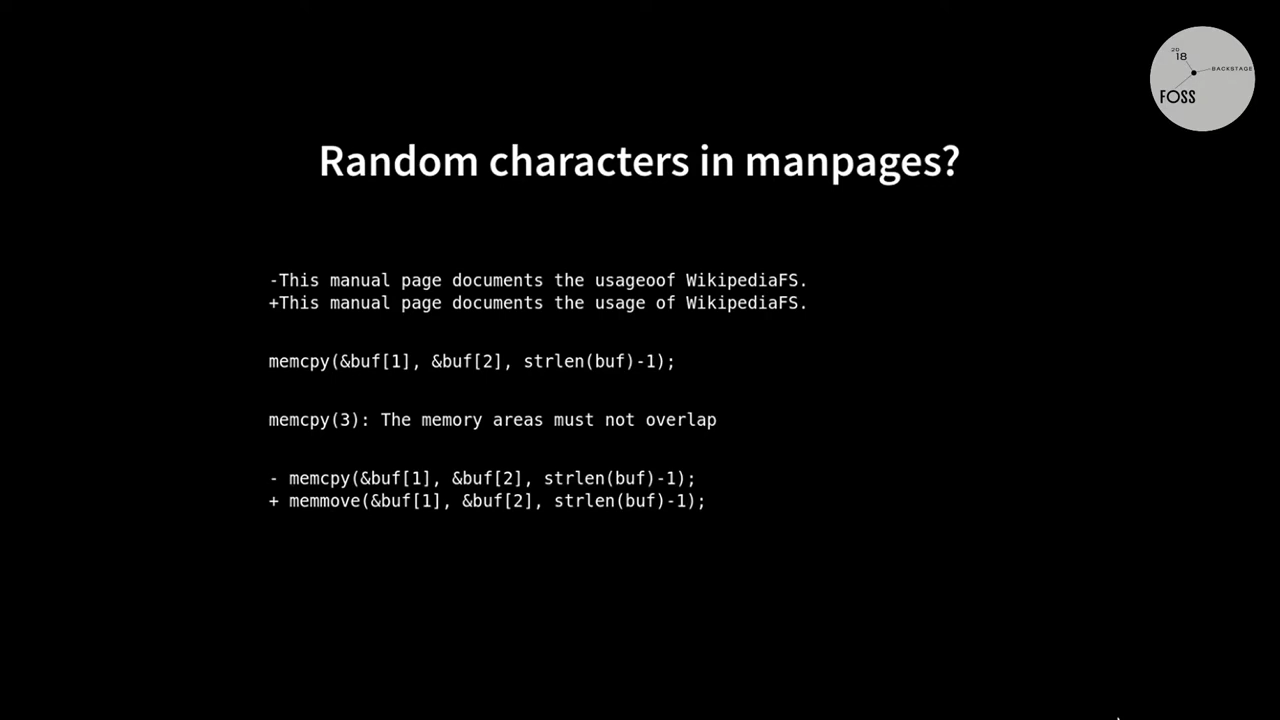 20
18
BACKSTAGE
FOSS
Random characters in manpages?
-This manual page documents the usageoof WikipediaFS.
+This manual page documents the usage of WikipediaFS.
memcpy(&buf[1], &buf[2], strlen(buf)-1);
memcpy(3): The memory areas must not overlap
- memcpy(&buf[1], &buf[2], strlen(buf)-1);
+ memmove(&buf[1], &buf[2], strlen(buf)-1);